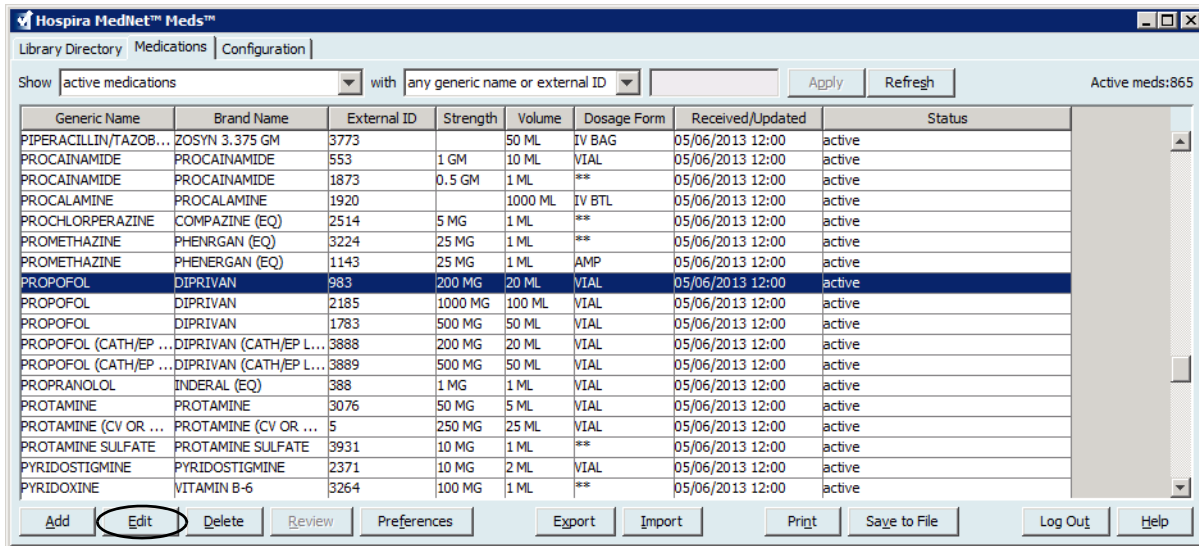 Hospira MedNet™ Meds™
Library Directory Medications Configuration
Show active medications with any generic name or external ID Apply Refresh Active meds:865
Generic Name Brand Name External ID Strength Volume Dosage Form Received/Updated Status
PIPERACILLIN/TAZOB... ZOSYN 3.375 GM 3773 50 ML IV BAG 05/06/2013 12:00 active
PROCAINAMIDE PROCAINAMIDE 553 1 GM 10 ML VIAL 05/06/2013 12:00 active
PROCAINAMIDE PROCAINAMIDE 1873 0.5 GM 1 ML ** 05/06/2013 12:00 active
PROCALAMINE PROCALAMINE 1920 1000 ML IV BTL 05/06/2013 12:00 active
PROCHLORPERAZINE COMPAZINE (EQ) 2514 5 MG 1 ML ** 05/06/2013 12:00 active
PROMETHAZINE PHENRGAN (EQ) 3224 25 MG 1 ML ** 05/06/2013 12:00 active
PROMETHAZINE PHENERGAN (EQ) 1143 25 MG 1 ML AMP 05/06/2013 12:00 active
PROPOFOL DIPRIVAN 983 200 MG 20 ML VIAL 05/06/2013 12:00 active
PROPOFOL DIPRIVAN 2185 1000 MG 100 ML VIAL 05/06/2013 12:00 active
PROPOFOL DIPRIVAN 1783 500 MG 50 ML VIAL 05/06/2013 12:00 active
PROPOFOL (CATH/EP ... DIPRIVAN (CATH/EP L... 3888 200 MG 20 ML VIAL 05/06/2013 12:00 active
PROPOFOL (CATH/EP ... DIPRIVAN (CATH/EP L... 3889 500 MG 50 ML VIAL 05/06/2013 12:00 active
PROPRANOLOL INDERAL (EQ) 388 1 MG 1 ML VIAL 05/06/2013 12:00 active
PROTAMINE PROTAMINE 3076 50 MG 5 ML VIAL 05/06/2013 12:00 active
PROTAMINE (CV OR ... PROTAMINE (CV OR ... 5 250 MG 25 ML VIAL 05/06/2013 12:00 active
PROTAMINE SULFATE PROTAMINE SULFATE 3931 10 MG 1 ML ** 05/06/2013 12:00 active
PYRIDOSTIGMINE PYRIDOSTIGMINE 2371 10 MG 2 ML VIAL 05/06/2013 12:00 active
PYRIDOXINE VITAMIN B-6 3264 100 MG 1 ML ** 05/06/2013 12:00 active
Add Edit Delete Review Preferences Export Import Print Save to File Log Out Help